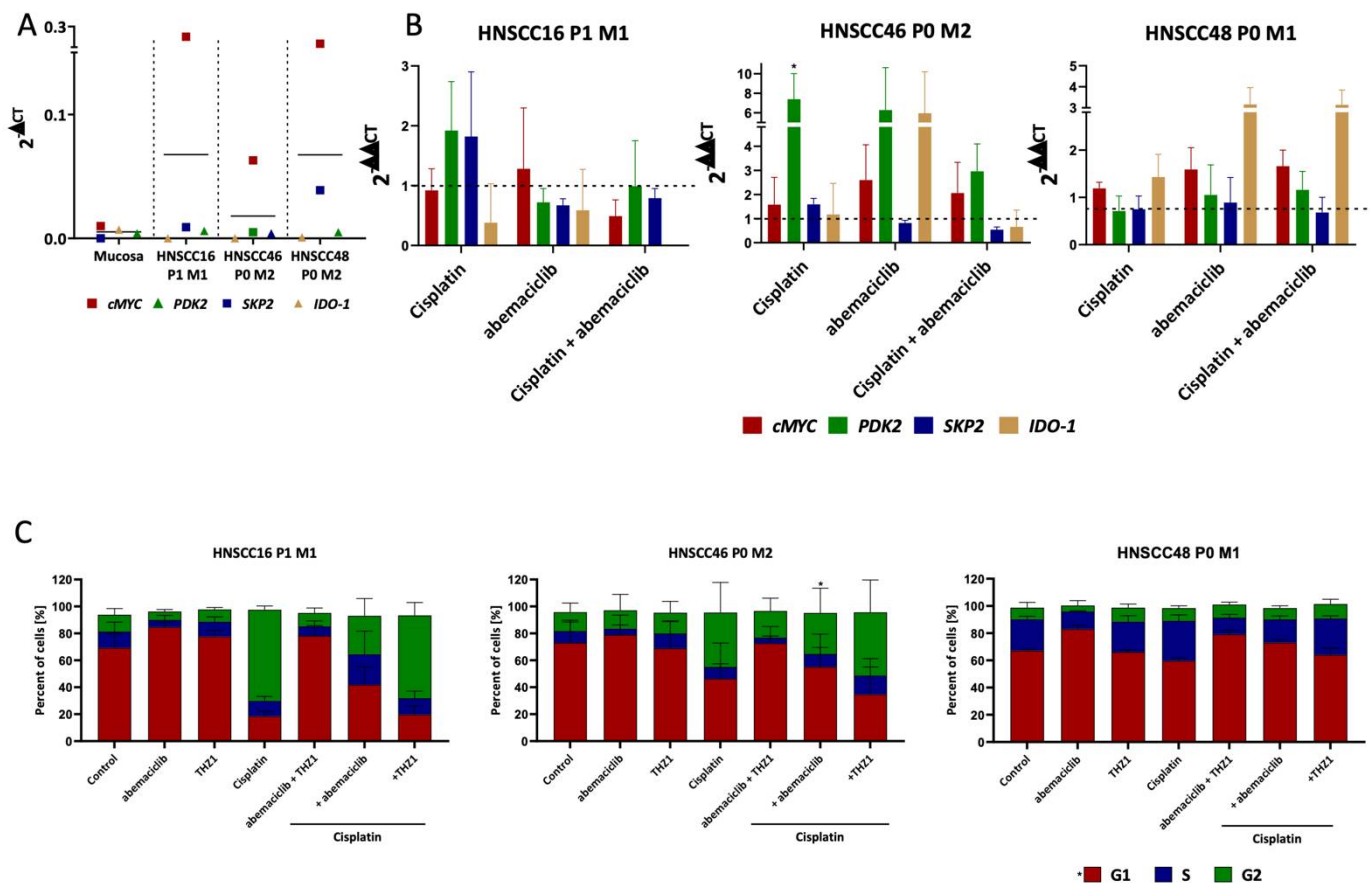 A
0.3
0.1
0.0
2-ΔCT
Mucosa
HNSCC16
P1 M1
HNSCC46
P0 M2
HNSCC48
P0 M2
cMYC
PDK2
SKP2
IDO-1
B
HNSCC16 P1 M1
3
2
1
0
2-ΔΔCT
Cisplatin
abemaciclib
Cisplatin + abemaciclib
HNSCC46 P0 M2
*
10
8
6
4
3
2
1
0
2-ΔΔCT
Cisplatin
abemaciclib
Cisplatin + abemaciclib
HNSCC48 P0 M1
5
4
3
2
1
0
2-ΔΔCT
Cisplatin
abemaciclib
Cisplatin + abemaciclib
cMYC
PDK2
SKP2
IDO-1
C
HNSCC16 P1 M1
Percent of cells [%]
120
100
80
60
40
20
0
Control
abemaciclib
THZ1
Cisplatin
abemaciclib + THZ1
+ abemaciclib
+THZ1
Cisplatin
HNSCC46 P0 M2
*
Percent of cells [%]
120
100
80
60
40
20
0
Control
abemaciclib
THZ1
Cisplatin
abemaciclib + THZ1
+ abemaciclib
+THZ1
Cisplatin
HNSCC48 P0 M1
Percent of cells [%]
120
100
80
60
40
20
0
Control
abemaciclib
THZ1
Cisplatin
abemaciclib + THZ1
+ abemaciclib
+THZ1
Cisplatin
* G1
S
G2